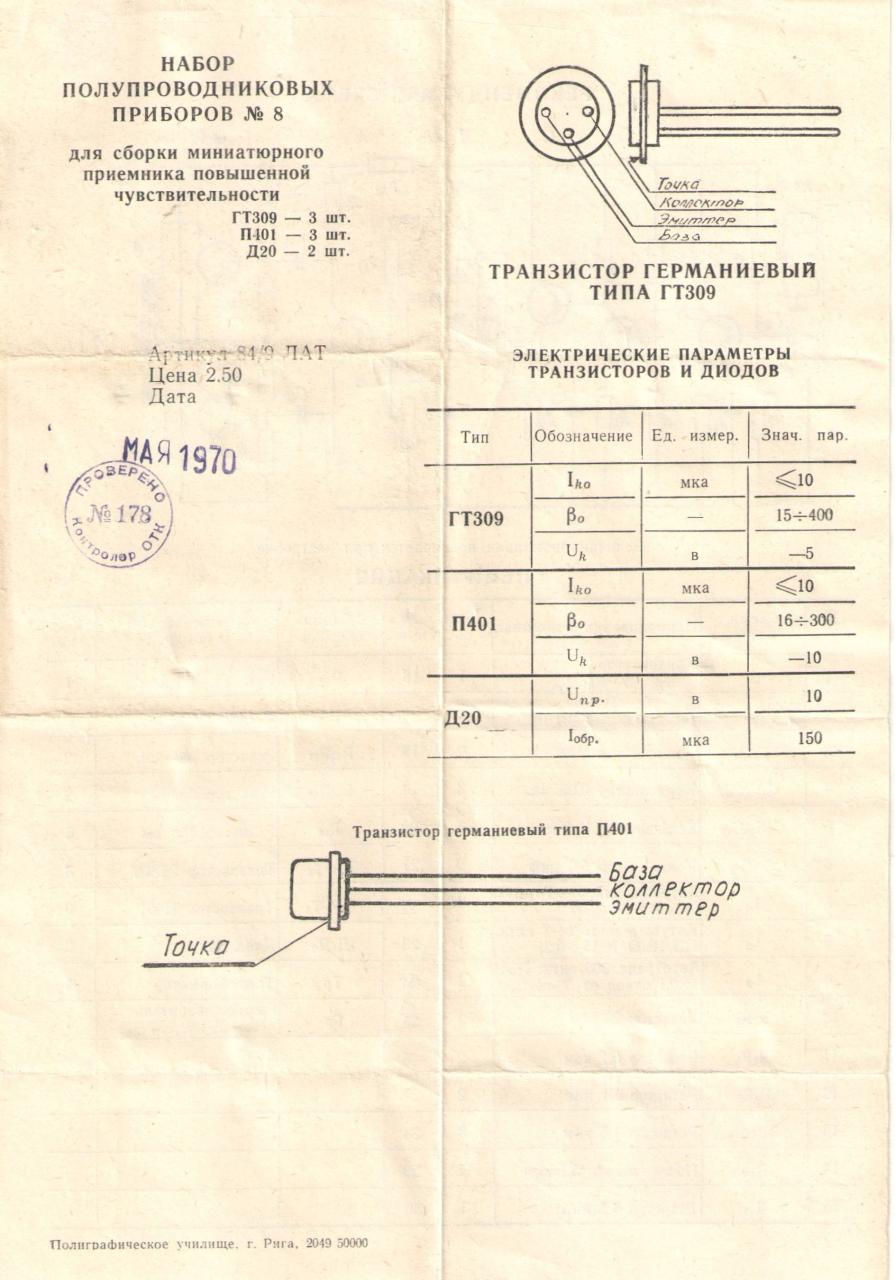 НАБОР
ПОЛУПРОВОДНИКОВЫХ
ПРИБОРОВ № 8
для сборки миниатюрного
приемника повышенной
чувствительности
ГТ309 — 3 шт.
П401 — 3 шт.
Д20 — 2 шт.
Артикул 84/9 ЛАТ
Цена 2.50
Дата
МАЯ 1970
ПРОВЕРЕНО
№ 178
Контролер ОТК
Точка
Коллектор
Эмиттер
База
ТРАНЗИСТОР ГЕРМАНИЕВЫЙ
ТИПА ГТ309
ЭЛЕКТРИЧЕСКИЕ ПАРАМЕТРЫ
ТРАНЗИСТОРОВ И ДИОДОВ
Тип Обозначение Ед. измер. Знач. пар.
ГТ309
Iko мка ⩽10
βo — 15÷400
Uk в —5
П401
Iko мка ⩽10
βo — 16÷300
Uk в —10
Д20
Uпр. в 10
Iобр. мка 150
Транзистор германиевый типа П401
База
Коллектор
Эмиттер
Точка
Полиграфическое училище, г. Рига, 2049 50000